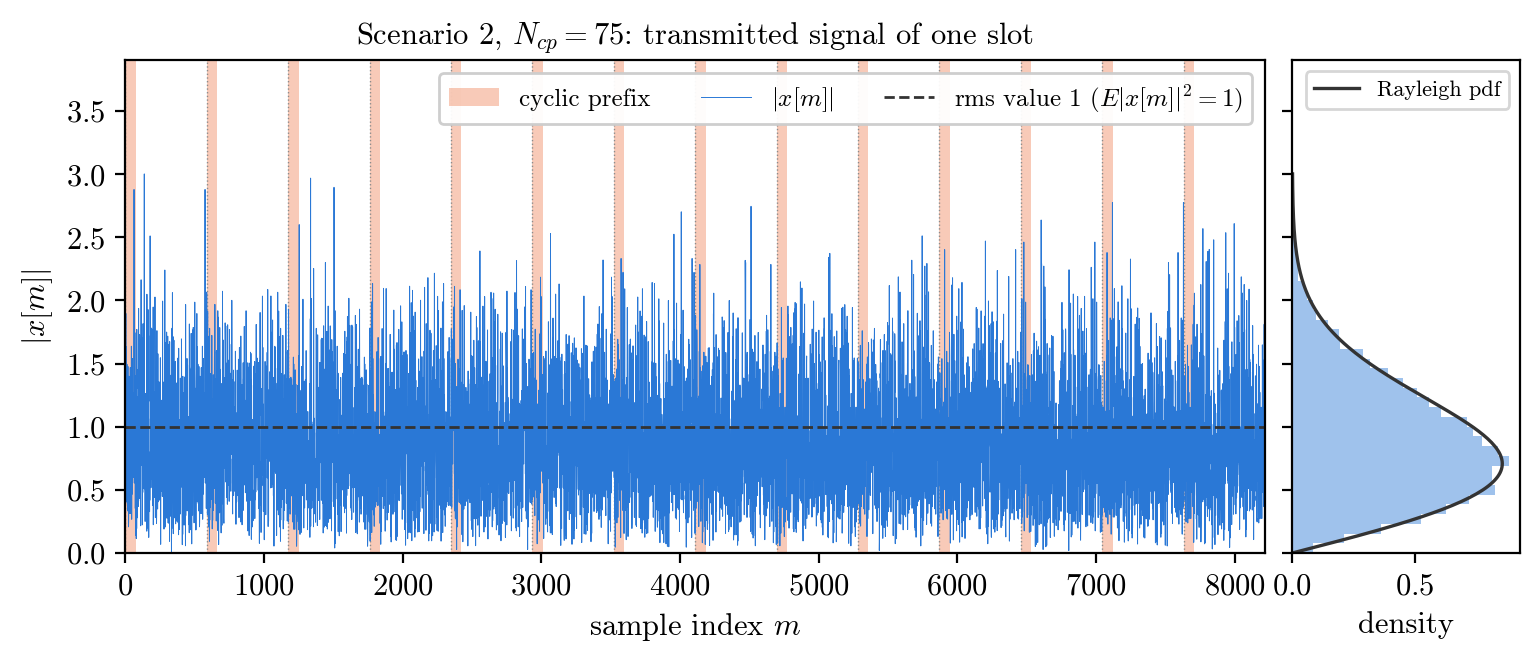 Scenario 2, $N_{cp} = 75$: transmitted signal of one slot
cyclic prefix
$|x[m]|$
rms value 1 ($E|x[m]|^2 = 1$)
Rayleigh pdf
$|x[m]|$
3.5
3.0
2.5
2.0
1.5
1.0
0.5
0.0
0 1000 2000 3000 4000 5000 6000 7000 8000
0.0 0.5
sample index $m$
density